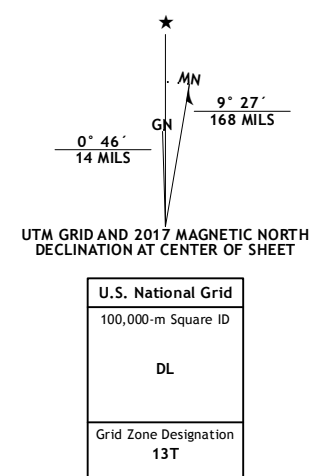 ★
MN
GN
9° 27´
168 MILS
0° 46´
14 MILS
UTM GRID AND 2017 MAGNETIC NORTH
DECLINATION AT CENTER OF SHEET
U.S. National Grid
100,000-m Square ID
DL
Grid Zone Designation
13T